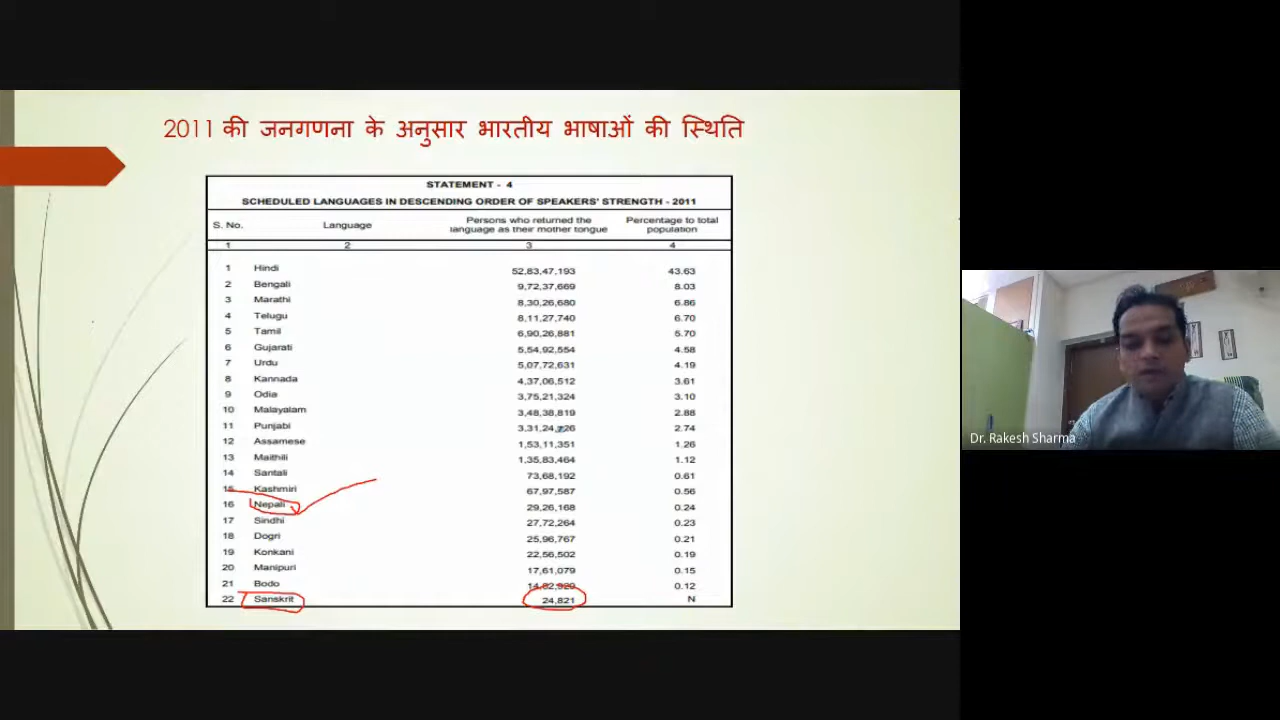 2011 की जनगणना के अनुसार भारतीय भाषाओं की स्थिति
STATEMENT - 4
SCHEDULED LANGUAGES IN DESCENDING ORDER OF SPEAKERS' STRENGTH - 2011
S. No. Language Persons who returned the language as their mother tongue Percentage to total population
1 2 3 4
1 Hindi 52,83,47,193 43.63
2 Bengali 9,72,37,669 8.03
3 Marathi 8,30,26,680 6.86
4 Telugu 8,11,27,740 6.70
5 Tamil 6,90,26,881 5.70
6 Gujarati 5,54,92,554 4.58
7 Urdu 5,07,72,631 4.19
8 Kannada 4,37,06,512 3.61
9 Odia 3,75,21,324 3.10
10 Malayalam 3,48,38,819 2.88
11 Punjabi 3,31,24,726 2.74
12 Assamese 1,53,11,351 1.26
13 Maithili 1,35,83,464 1.12
14 Santali 73,68,192 0.61
15 Kashmiri 67,97,587 0.56
16 Nepali 29,26,168 0.24
17 Sindhi 27,72,264 0.23
18 Dogri 25,96,767 0.21
19 Konkani 22,56,502 0.19
20 Manipuri 17,61,079 0.15
21 Bodo 14,82,929 0.12
22 Sanskrit 24,821 N
Dr. Rakesh Sharma